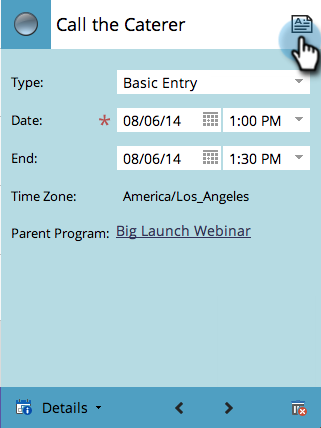 Call the Caterer
Type: Basic Entry
Date: * 08/06/14 1:00 PM
End: 08/06/14 1:30 PM
Time Zone: America/Los_Angeles
Parent Program: Big Launch Webinar
Details